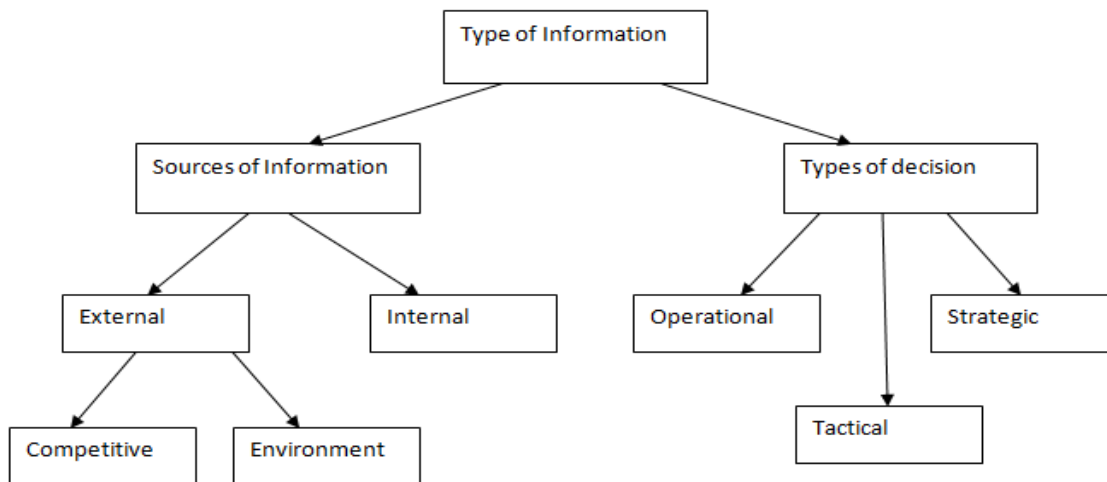 Type of Information
Sources of Information
Types of decision
External
Internal
Operational
Strategic
Tactical
Competitive
Environment